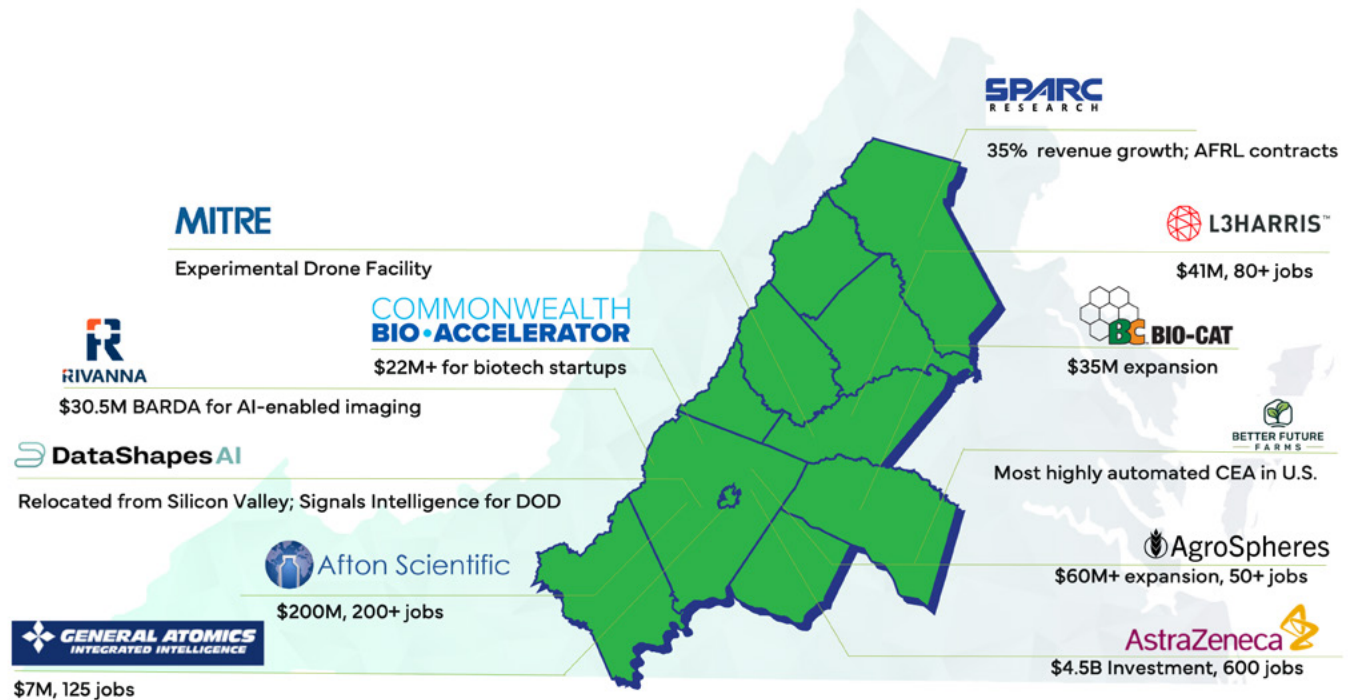 SPARC
RESEARCH
35% revenue growth; AFRL contracts
MITRE
Experimental Drone Facility
L3HARRIS™
$41M, 80+ jobs
COMMONWEALTH
BIO•ACCELERATOR
$22M+ for biotech startups
BC BIO-CAT
$35M expansion
R
RIVANNA
$30.5M BARDA for AI-enabled imaging
BETTER FUTURE
FARMS
Most highly automated CEA in U.S.
DataShapes AI
Relocated from Silicon Valley; Signals Intelligence for DOD
AgroSpheres
$60M+ expansion, 50+ jobs
Afton Scientific
$200M, 200+ jobs
AstraZeneca
$4.5B Investment, 600 jobs
GENERAL ATOMICS
INTEGRATED INTELLIGENCE
$7M, 125 jobs